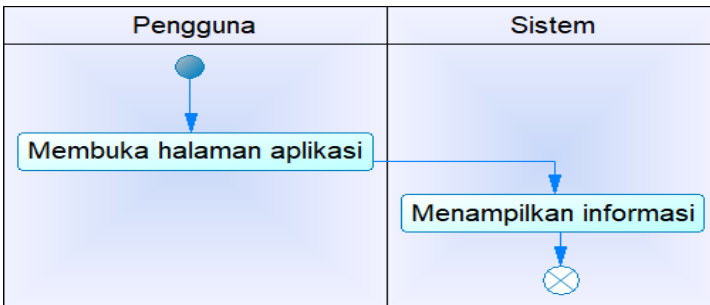 Pengguna
Sistem
Membuka halaman aplikasi
Menampilkan informasi